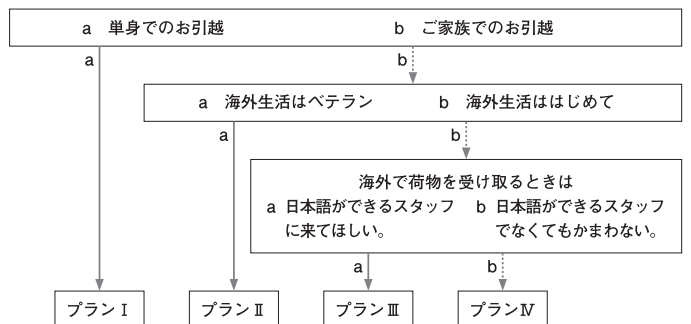 a　単身でのお引越　b　ご家族でのお引越
a
b
a　海外生活はベテラン　b　海外生活ははじめて
a
b
海外で荷物を受け取るときは
a　日本語ができるスタッフ　b　日本語ができるスタッフ
に来てほしい。　でなくてもかまわない。
a
b
プランⅠ　プランⅡ　プランⅢ　プランⅣ